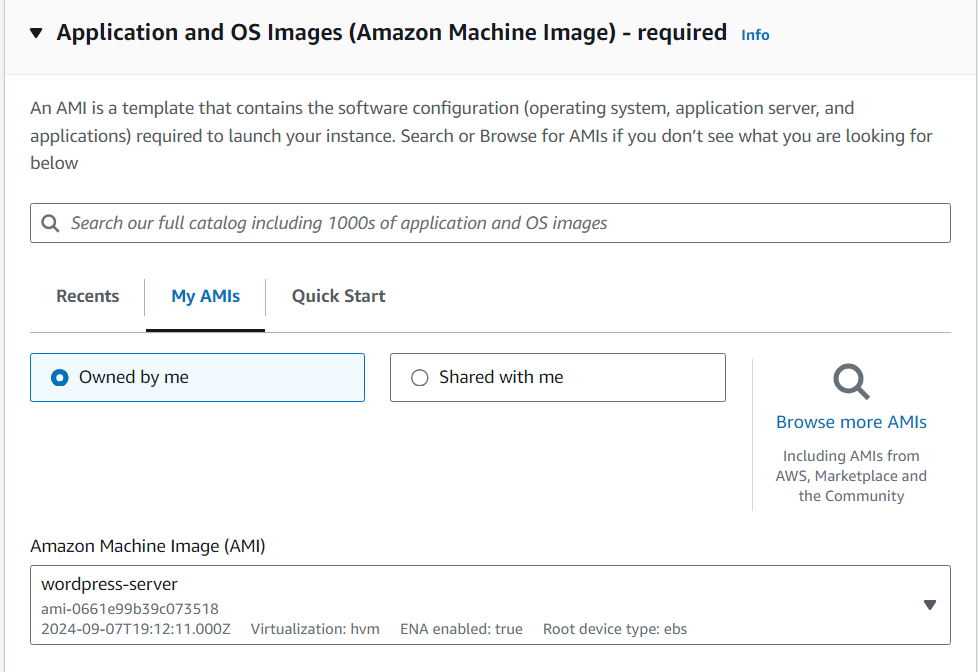 Application and OS Images (Amazon Machine Image) - required Info
An AMI is a template that contains the software configuration (operating system, application server, and
applications) required to launch your instance. Search or Browse for AMIs if you don’t see what you are looking for
below
Search our full catalog including 1000s of application and OS images
Recents My AMIs Quick Start
Owned by me Shared with me
Browse more AMIs
Including AMIs from
AWS, Marketplace and
the Community
Amazon Machine Image (AMI)
wordpress-server
ami-0661e99b39c073518
2024-09-07T19:12:11.000Z Virtualization: hvm ENA enabled: true Root device type: ebs